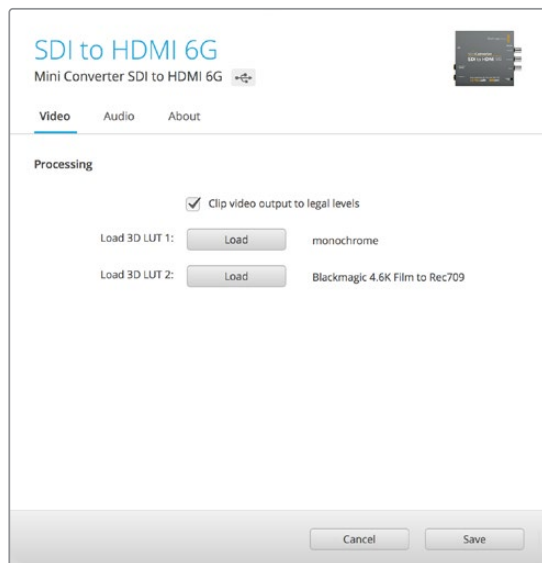 SDI to HDMI 6G
Mini Converter SDI to HDMI 6G
Video About Audio
Processing
Clip video output to legal levels
Load 3D LUT 1: Load monochrome
Load 3D LUT 2: Load Blackmagic 4.6K Film to Rec709
Cancel Save